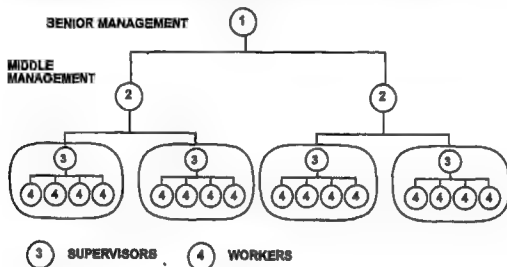 SENIOR MANAGEMENT 1
MIDDLE
MANAGEMENT
2 2
3 3 3 3
4 4 4 4 4 4 4 4 4 4 4 4 4 4 4 4
3 SUPERVISORS, 4 WORKERS